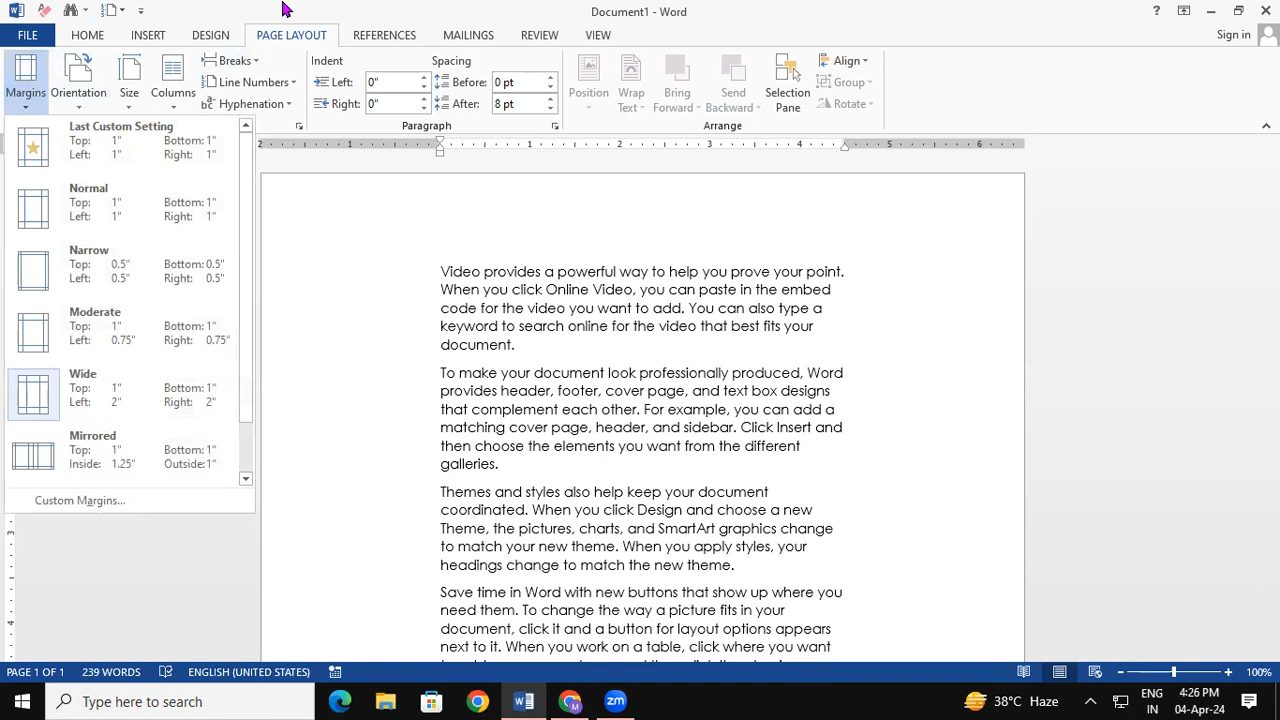 Document1 - Word
?
FILE
HOME
INSERT
DESIGN
PAGE LAYOUT
REFERENCES
MAILINGS
REVIEW
VIEW
Sign in
Margins
Orientation
Size
Columns
Breaks
Line Numbers
Hyphenation
Indent
Left: 0"
Right: 0"
Spacing
Before: 0 pt
After: 8 pt
Paragraph
Position
Wrap
Text
Bring
Forward
Send
Backward
Selection
Pane
Align
Group
Rotate
Arrange
Last Custom Setting
Top: 1" Bottom: 1"
Left: 1" Right: 1"
Normal
Top: 1" Bottom: 1"
Left: 1" Right: 1"
Narrow
Top: 0.5" Bottom: 0.5"
Left: 0.5" Right: 0.5"
Moderate
Top: 1" Bottom: 1"
Left: 0.75" Right: 0.75"
Wide
Top: 1" Bottom: 1"
Left: 2" Right: 2"
Mirrored
Top: 1" Bottom: 1"
Inside: 1.25" Outside: 1"
Custom Margins...
2 1 1 2 3 4 5 6
Video provides a powerful way to help you prove your point.
When you click Online Video, you can paste in the embed
code for the video you want to add. You can also type a
keyword to search online for the video that best fits your
document.
To make your document look professionally produced, Word
provides header, footer, cover page, and text box designs
that complement each other. For example, you can add a
matching cover page, header, and sidebar. Click Insert and
then choose the elements you want from the different
galleries.
Themes and styles also help keep your document
coordinated. When you click Design and choose a new
Theme, the pictures, charts, and SmartArt graphics change
to match your new theme. When you apply styles, your
headings change to match the new theme.
Save time in Word with new buttons that show up where you
need them. To change the way a picture fits in your
document, click it and a button for layout options appears
next to it. When you work on a table, click where you want
3
4
PAGE 1 OF 1
239 WORDS
ENGLISH (UNITED STATES)
100%
Type here to search
38°C Haze
ENG
IN
4:26 PM
04-Apr-24